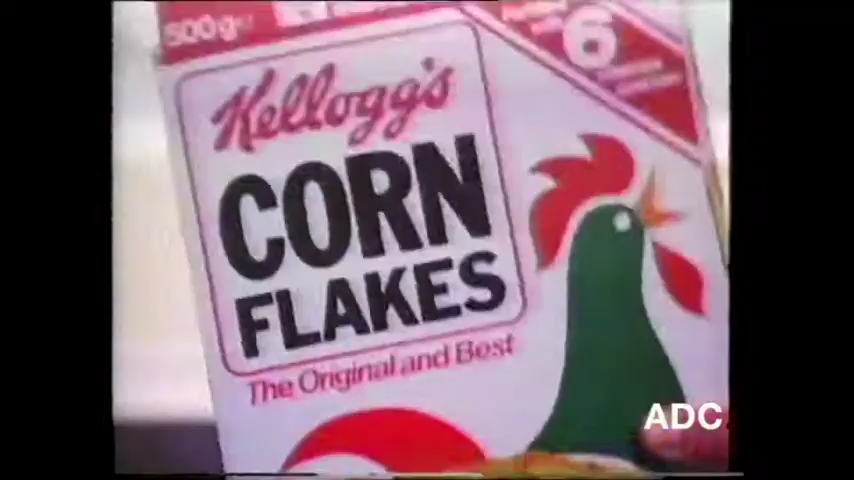 500g
6
Kellogg's
CORN
FLAKES
The Original and Best
ADC